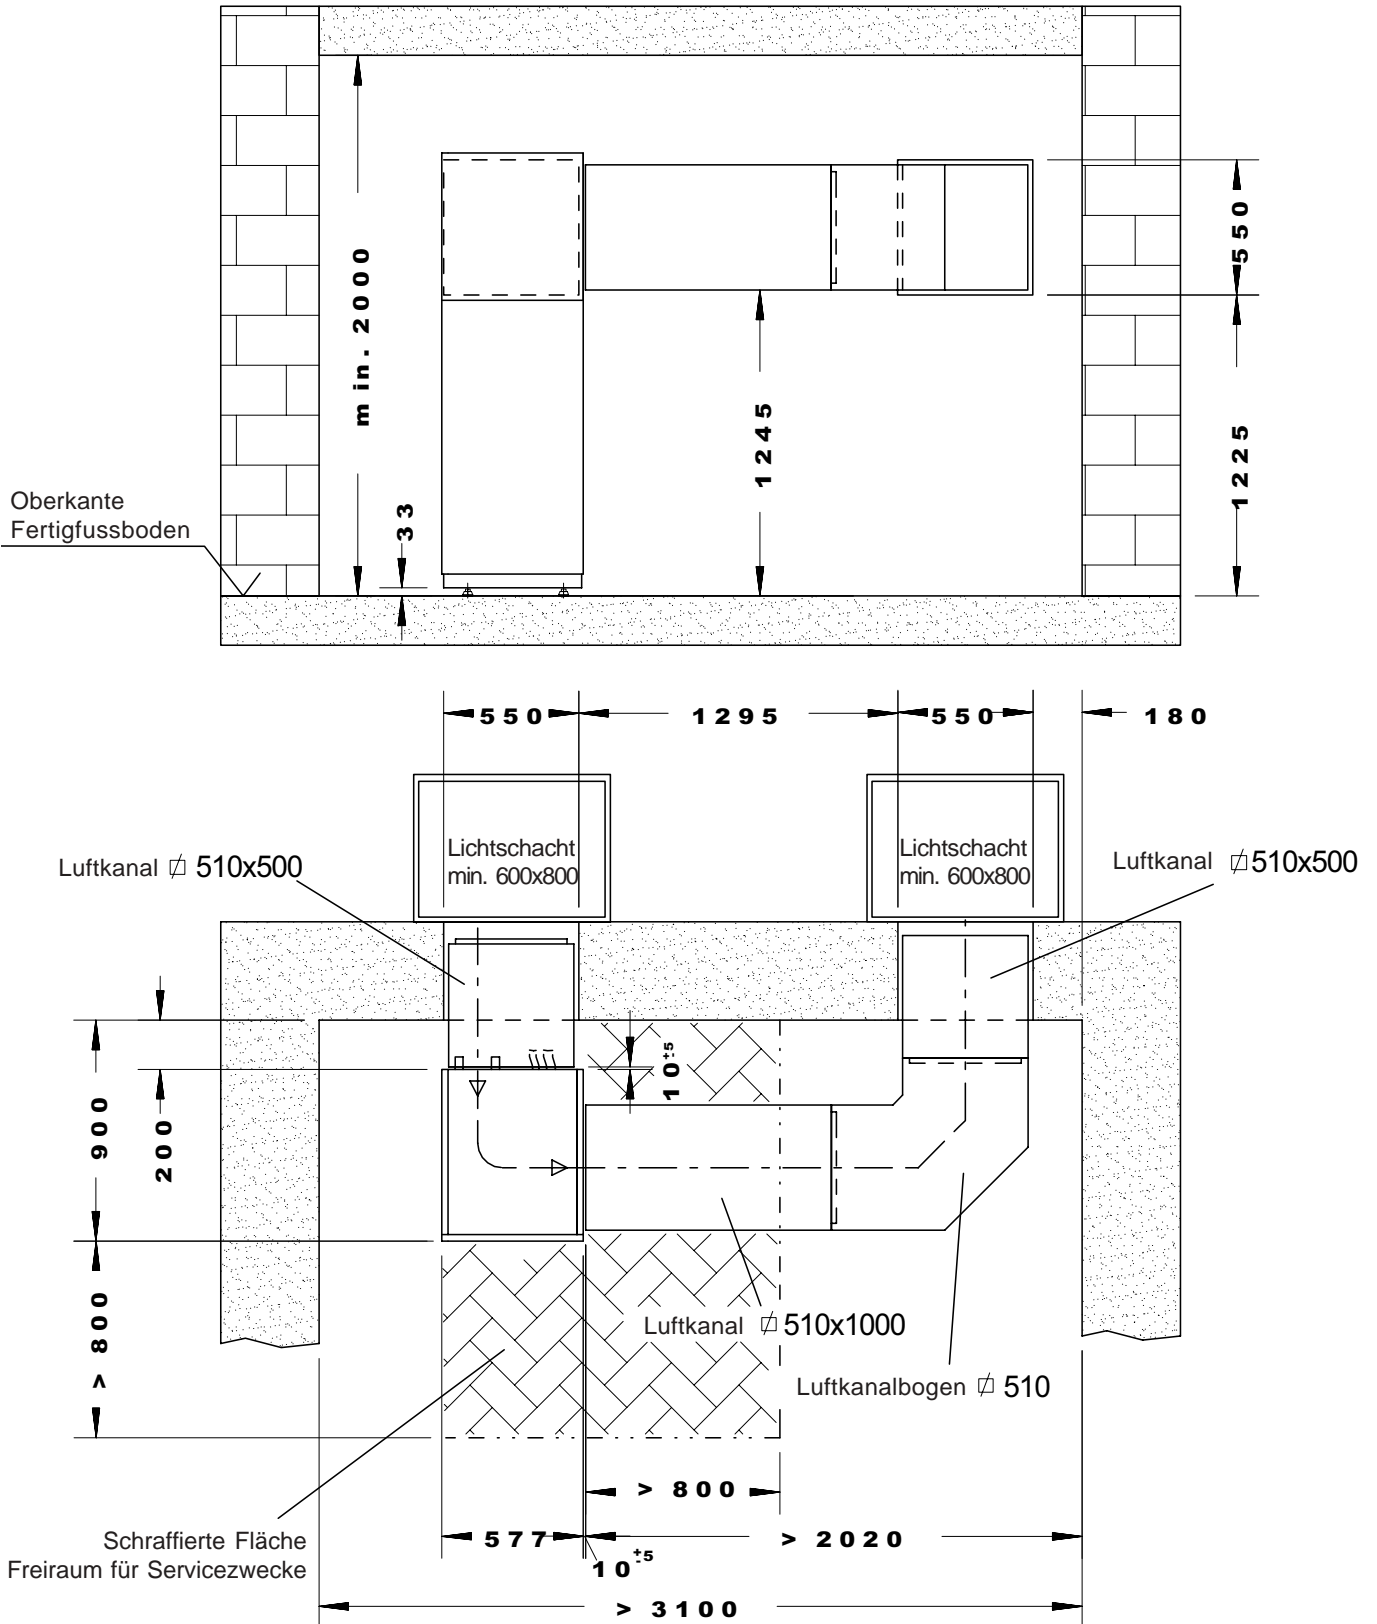 min. 2000
550
1245
1225
33
Oberkante
Fertigfussboden
550
1295
550
180
Lichtschacht
min. 600x800
Lichtschacht
min. 600x800
Luftkanal 510x500
Luftkanal 510x500
900
200
10±5
> 800
Luftkanal 510x1000
Luftkanalbogen 510
> 800
Schraffierte Fläche
Freiraum für Servicezwecke
577
10±5
> 2020
> 3100